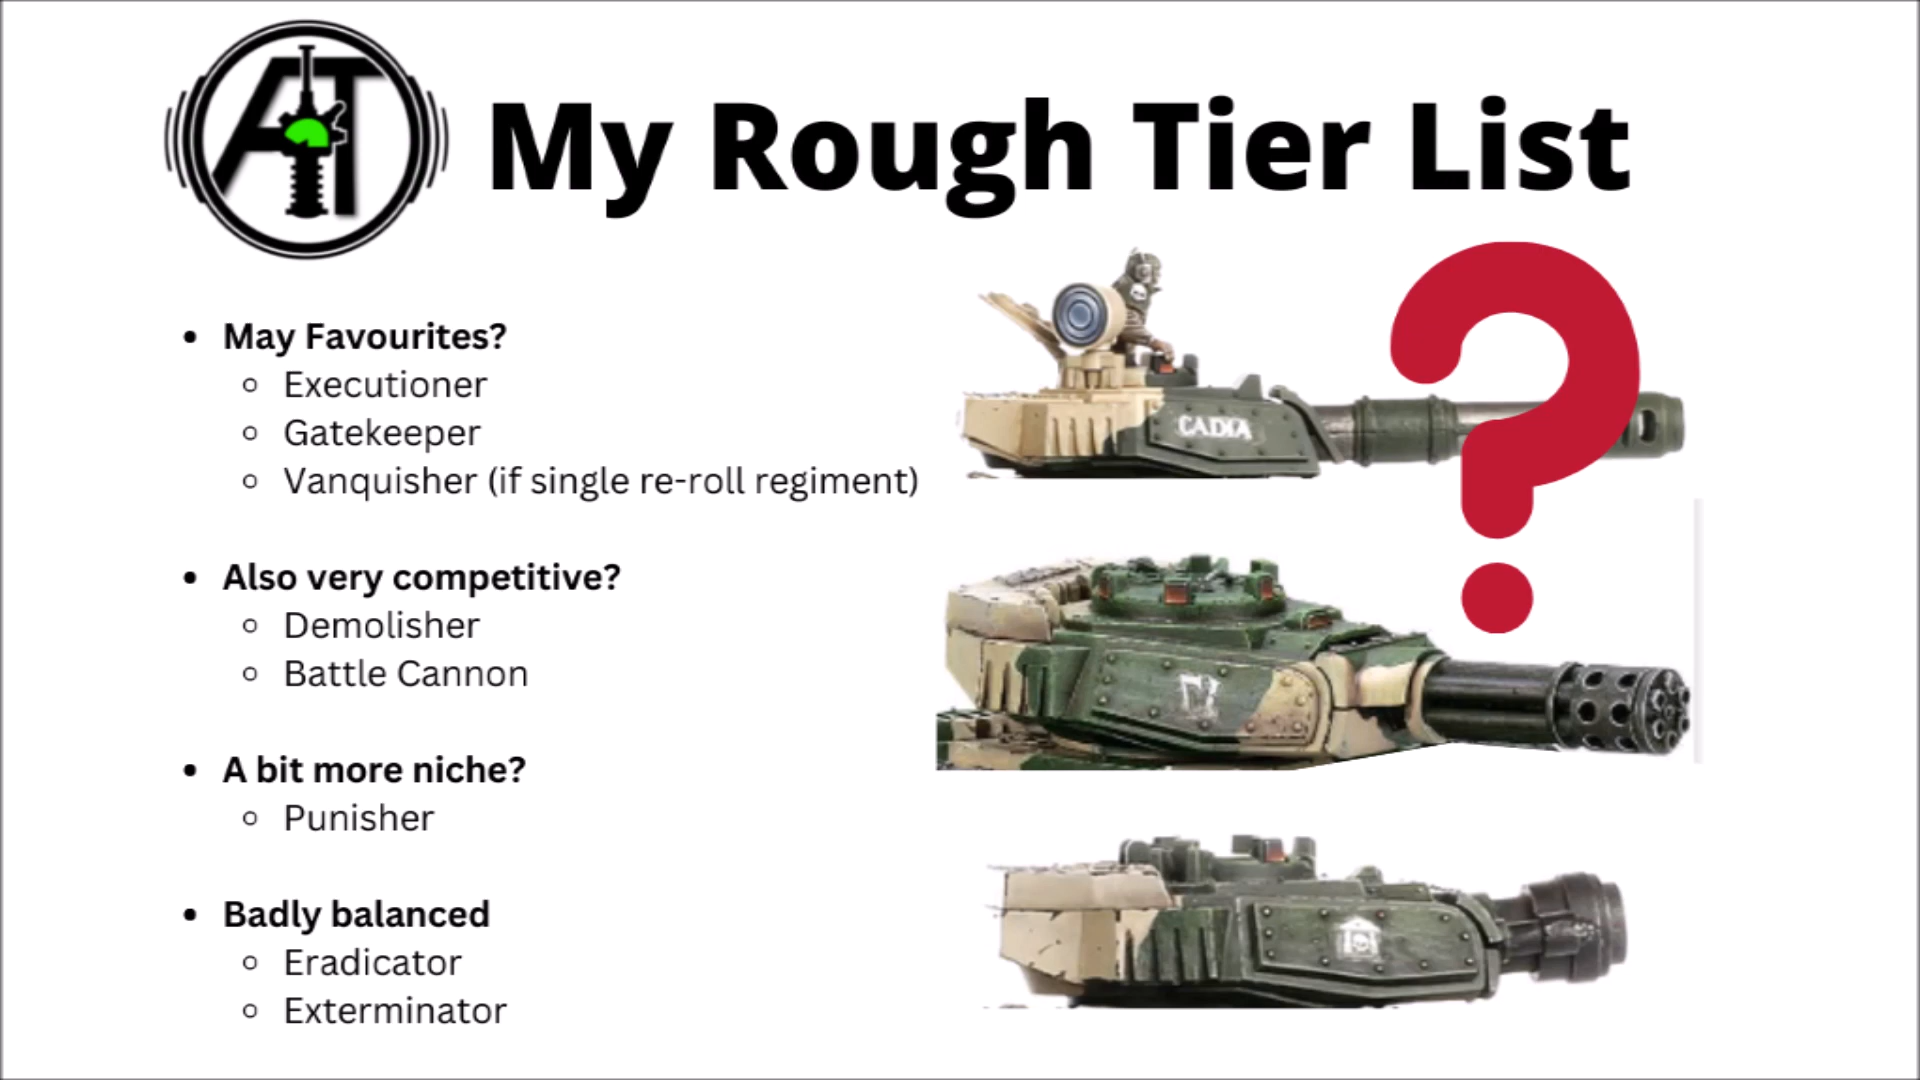 AT
My Rough Tier List
May Favourites?
Executioner
Gatekeeper
Vanquisher (if single re-roll regiment)
Also very competitive?
Demolisher
Battle Cannon
A bit more niche?
Punisher
Badly balanced
Eradicator
Exterminator
CADIA
?